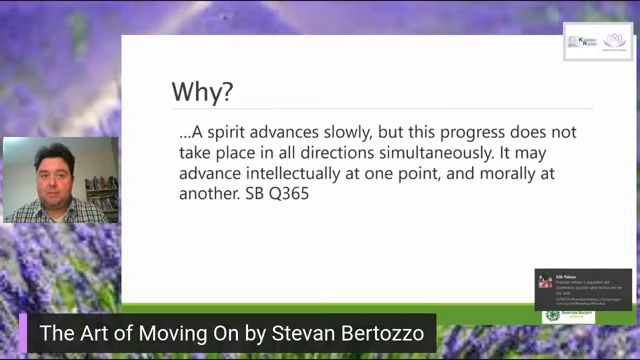 Why?
…A spirit advances slowly, but this progress does not
take place in all directions simultaneously. It may
advance intellectually at one point, and morally at
another. SB Q365
The Art of Moving On by Stevan Bertozzo